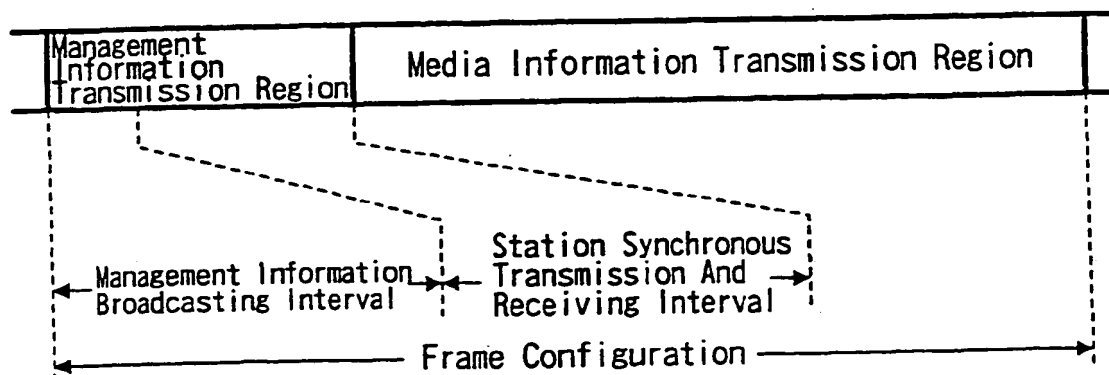 Management
Information
Transmission Region
Media Information Transmission Region
Management Information
Broadcasting Interval
Station Synchronous
Transmission And
Receiving Interval
Frame Configuration